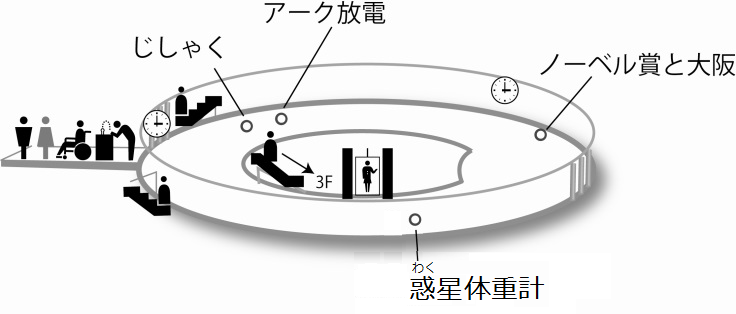 アーク放電
じしゃく
ノーベル賞と大阪
3F
わく
惑星体重計